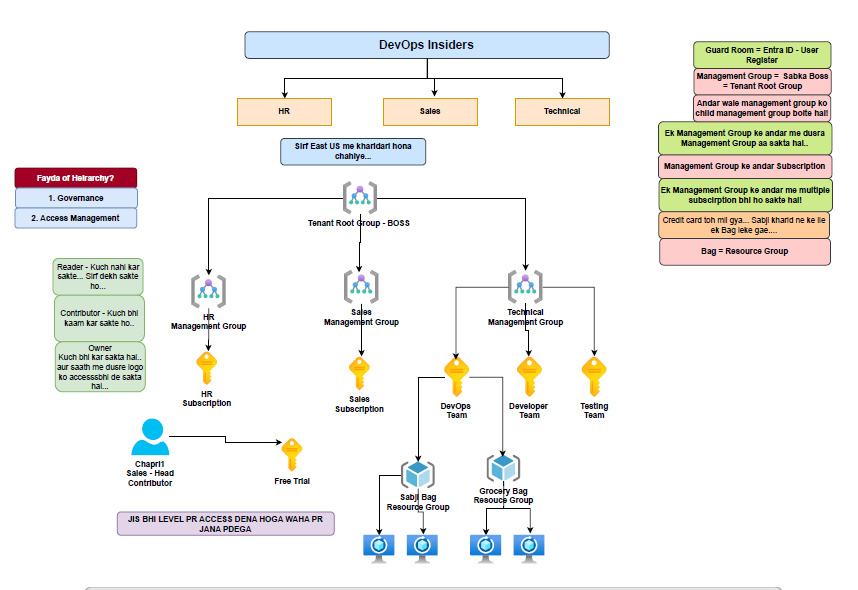 DevOps Insiders
HR
Sales
Technical
Sirf East US me kharidari hona
chahiye...
Guard Room = Entra ID - User
Register
Management Group = Sabka Boss
= Tenant Root Group
Andar wale management group ko
child management group bolte hai!
Ek Management Group ke andar me dusra
Management Group aa sakta hai..
Management Group ke andar Subscription
Ek Management Group ke andar me multiple
subscirption bhi ho sakte hai!
Credit card toh mil gya... Sabji kharid ne ke lie
ek Bag leke gae....
Bag = Resource Group
Fayda of Heirarchy?
1. Governance
2. Access Management
Tenant Root Group - BOSS
Reader - Kuch nahi kar
sakte... Sirf dekh sakte
ho...
Contributor - Kuch bhi
kaam kar sakte ho..
Owner
Kuch bhi kar sakta hai..
aur saath me dusre logo
ko accesssbhi de sakta
hai...
HR
Management Group
Sales
Management Group
Technical
Management Group
HR
Subscription
Sales
Subscription
DevOps
Team
Developer
Team
Testing
Team
Chapri1
Sales - Head
Contributor
Free Trial
Sabji Bag
Resource Group
Grocery Bag
Resouce Group
JIS BHI LEVEL PR ACCESS DENA HOGA WAHA PR
JANA PDEGA